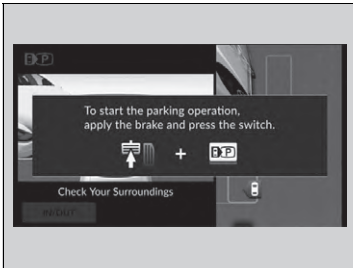 To start the parking operation,
apply the brake and press the switch.
+
Check Your Surroundings